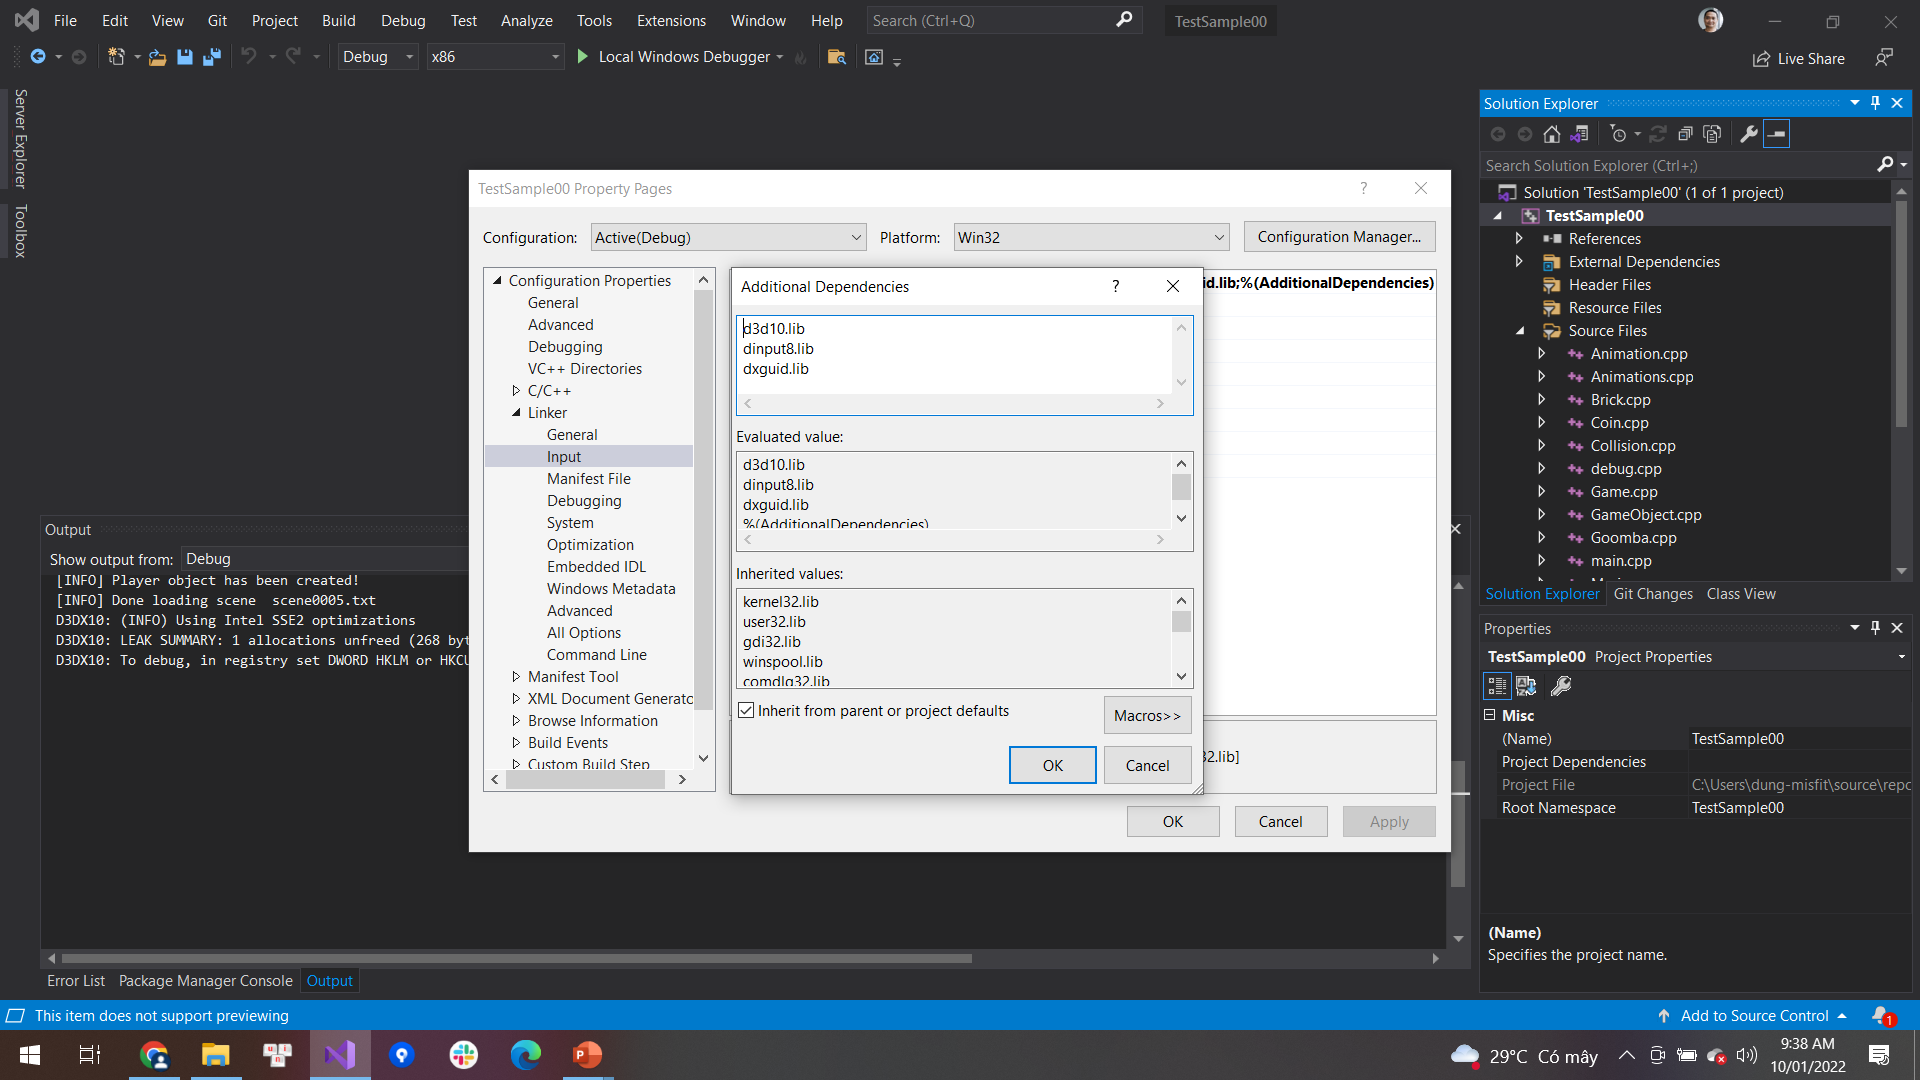 File Edit View Git Project Build Debug Test Analyze Tools Extensions Window Help Search (Ctrl+Q) TestSample00
Debug x86 Local Windows Debugger Live Share
Server Explorer
Toolbox
Output
Show output from: Debug
[INFO] Player object has been created!
[INFO] Done loading scene scene0005.txt
D3DX10: (INFO) Using Intel SSE2 optimizations
D3DX10: LEAK SUMMARY: 1 allocations unfreed (268 byt
D3DX10: To debug, in registry set DWORD HKLM or HKCU
Error List Package Manager Console Output
TestSample00 Property Pages ?
Configuration: Active(Debug) Platform: Win32 Configuration Manager...
Configuration Properties
General
Advanced
Debugging
VC++ Directories
C/C++
Linker
General
Input
Manifest File
Debugging
System
Optimization
Embedded IDL
Windows Metadata
Advanced
All Options
Command Line
Manifest Tool
XML Document Generato
Browse Information
Build Events
Custom Build Step
id.lib;%(AdditionalDependencies)
32.lib]
Additional Dependencies ?
d3d10.lib
dinput8.lib
dxguid.lib
Evaluated value:
d3d10.lib
dinput8.lib
dxguid.lib
%(AdditionalDependencies)
Inherited values:
kernel32.lib
user32.lib
gdi32.lib
winspool.lib
comdlg32.lib
Inherit from parent or project defaults
Macros>>
OK Cancel
OK Cancel Apply
Solution Explorer
Search Solution Explorer (Ctrl+;)
Solution 'TestSample00' (1 of 1 project)
TestSample00
References
External Dependencies
Header Files
Resource Files
Source Files
Animation.cpp
Animations.cpp
Brick.cpp
Coin.cpp
Collision.cpp
debug.cpp
Game.cpp
GameObject.cpp
Goomba.cpp
main.cpp
Solution Explorer Git Changes Class View
Properties
TestSample00 Project Properties
Misc
(Name) TestSample00
Project Dependencies
Project File C:\Users\dung-misfit\source\repo
Root Namespace TestSample00
(Name)
Specifies the project name.
This item does not support previewing
Add to Source Control 1
29°C Có mây
9:38 AM
10/01/2022